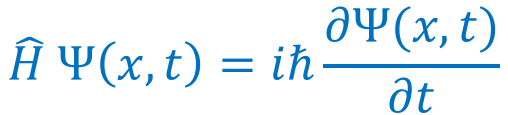 Ĥ Ψ(x, t) = iħ ∂Ψ(x, t) / ∂t